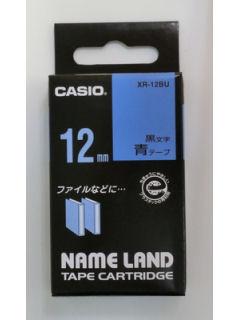 CASIO
XR-12BU
12mm
黒文字
青テープ
ファイルなどに…
NAME LAND
TAPE CARTRIDGE